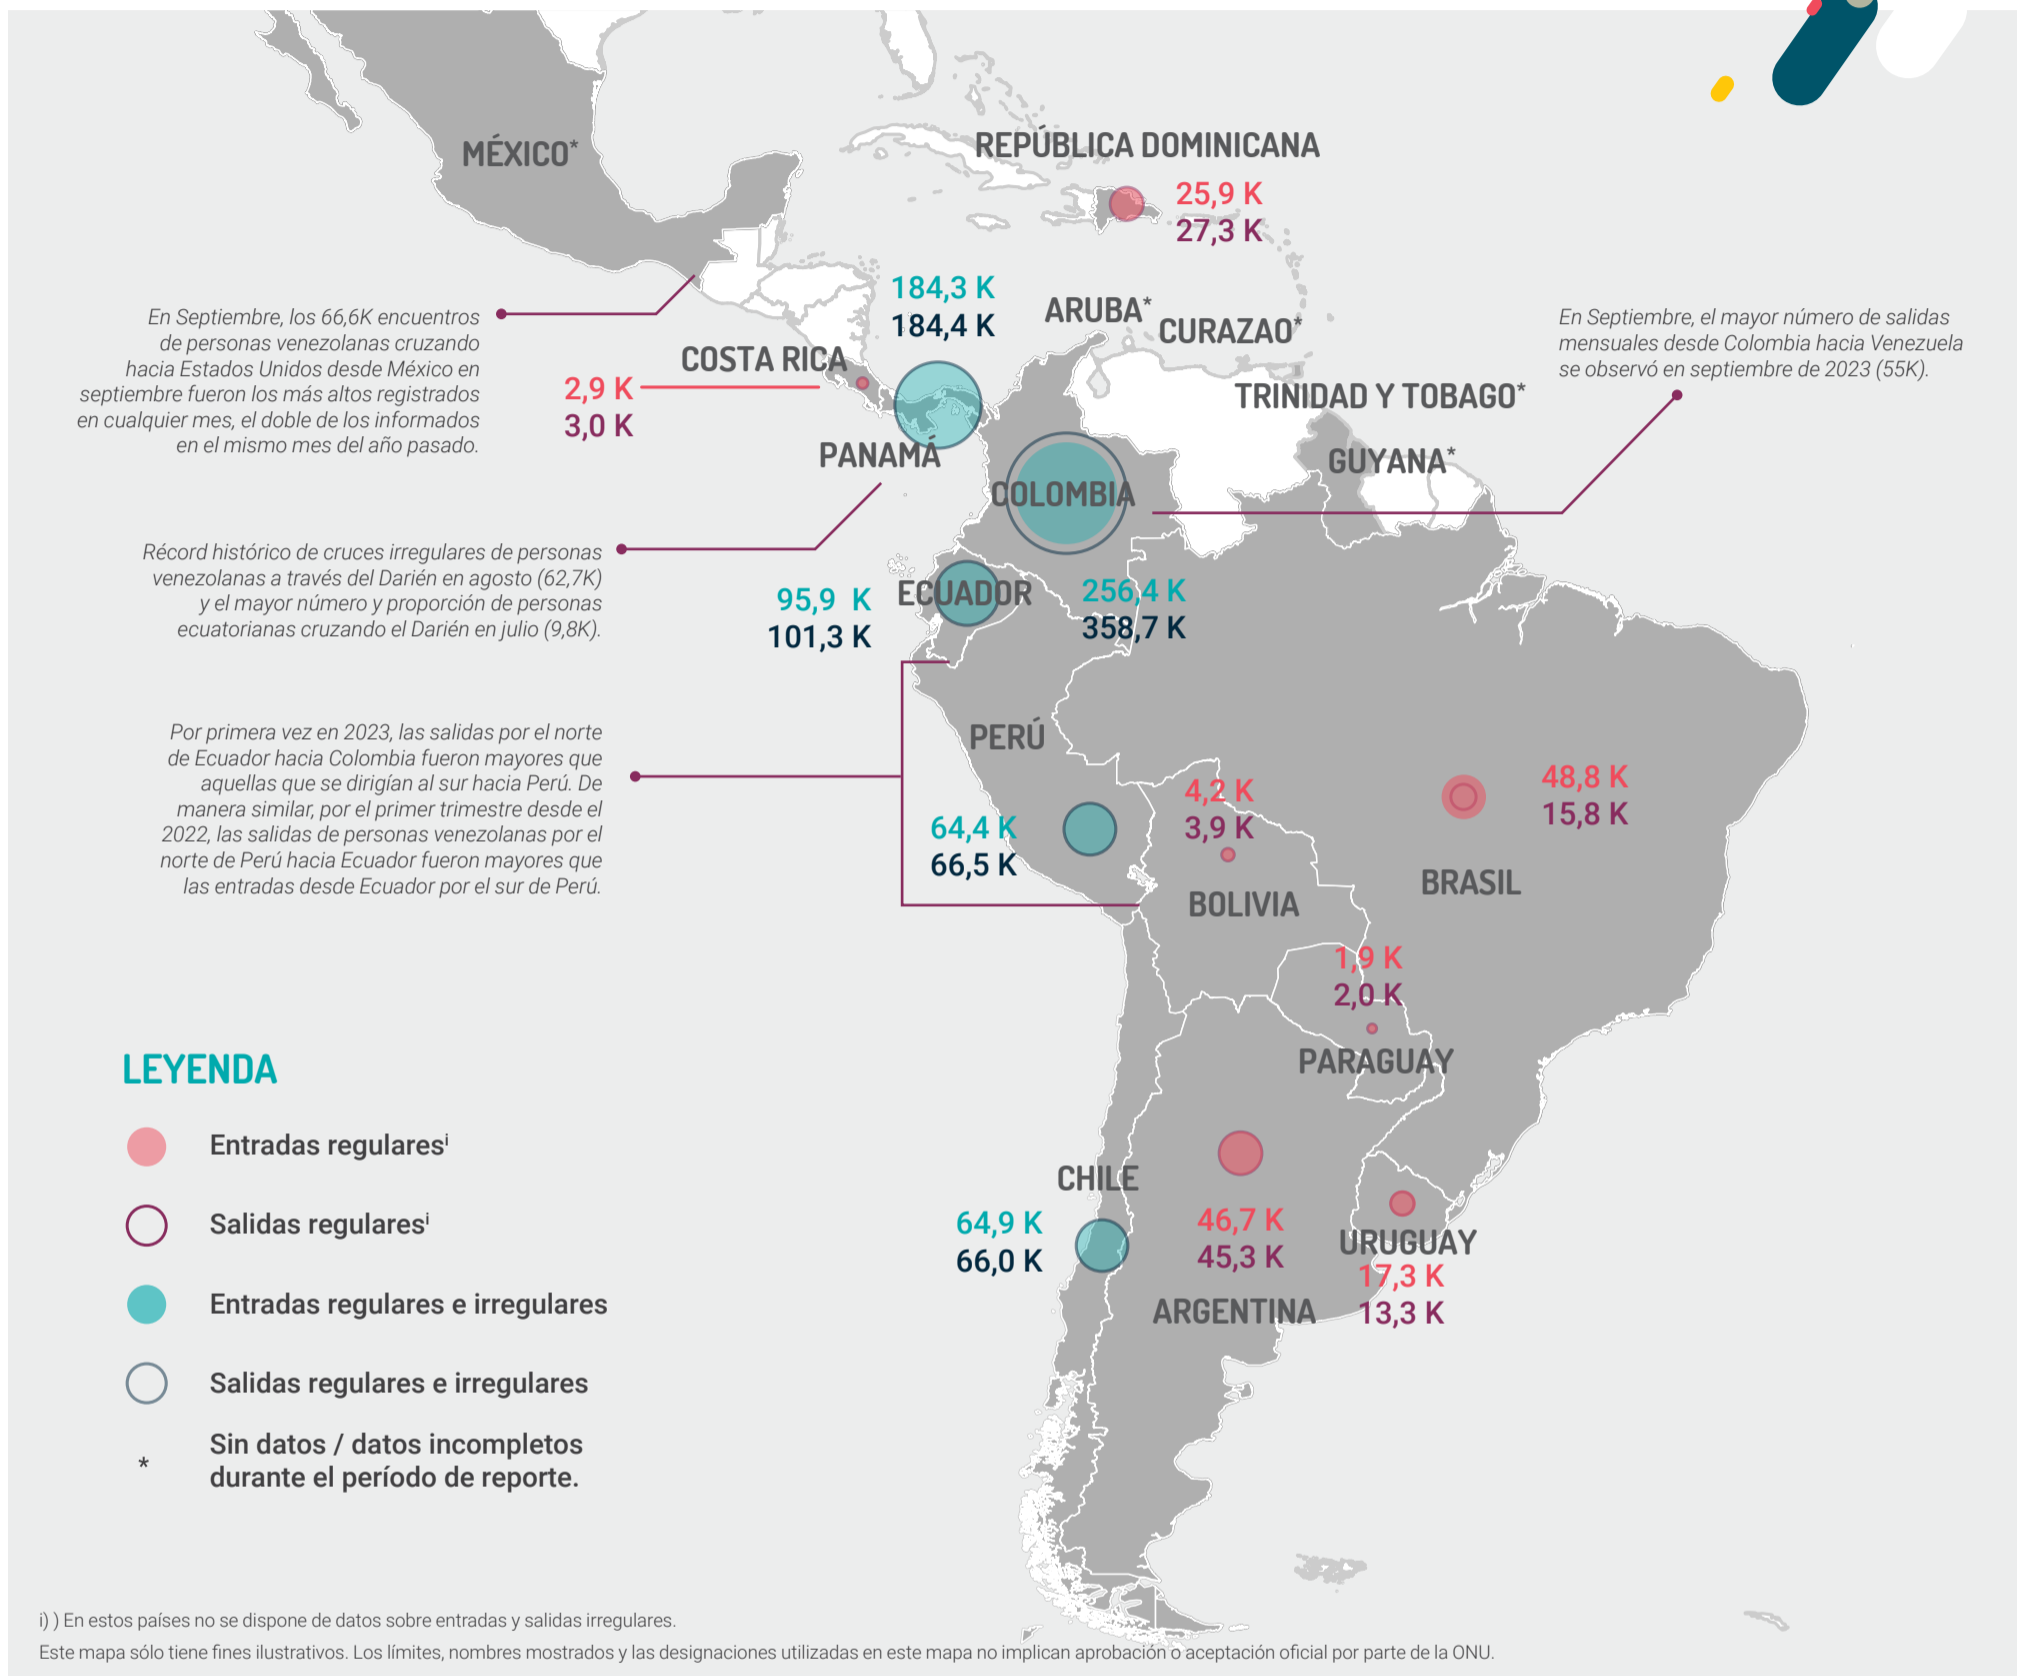 MÉXICO*
REPÚBLICA DOMINICANA
25,9 K
27,3 K
184,3 K
184,4 K
ARUBA*
CURAZAO*
En Septiembre, los 66,6K encuentros
de personas venezolanas cruzando
hacia Estados Unidos desde México en
septiembre fueron los más altos registrados
en cualquier mes, el doble de los informados
en el mismo mes del año pasado.
En Septiembre, el mayor número de salidas
mensuales desde Colombia hacia Venezuela
se observó en septiembre de 2023 (55K).
COSTA RICA
2,9 K
3,0 K
TRINIDAD Y TOBAGO*
PANAMÁ
GUYANA*
COLOMBIA
Récord histórico de cruces irregulares de personas
venezolanas a través del Darién en agosto (62,7K)
y el mayor número y proporción de personas
ecuatorianas cruzando el Darién en julio (9,8K).
ECUADOR
95,9 K
101,3 K
256,4 K
358,7 K
Por primera vez en 2023, las salidas por el norte
de Ecuador hacia Colombia fueron mayores que
aquellas que se dirigían al sur hacia Perú. De
manera similar, por el primer trimestre desde el
2022, las salidas de personas venezolanas por el
norte de Perú hacia Ecuador fueron mayores que
las entradas desde Ecuador por el sur de Perú.
PERÚ
64,4 K
66,5 K
4,2 K
3,9 K
BOLIVIA
48,8 K
15,8 K
BRASIL
1,9 K
2,0 K
PARAGUAY
CHILE
64,9 K
66,0 K
46,7 K
45,3 K
ARGENTINA
URUGUAY
17,3 K
13,3 K
LEYENDA
Entradas regularesⁱ
Salidas regularesⁱ
Entradas regulares e irregulares
Salidas regulares e irregulares
* Sin datos / datos incompletos
durante el período de reporte.
i) ) En estos países no se dispone de datos sobre entradas y salidas irregulares.
Este mapa sólo tiene fines ilustrativos. Los límites, nombres mostrados y las designaciones utilizadas en este mapa no implican aprobación o aceptación oficial por parte de la ONU.